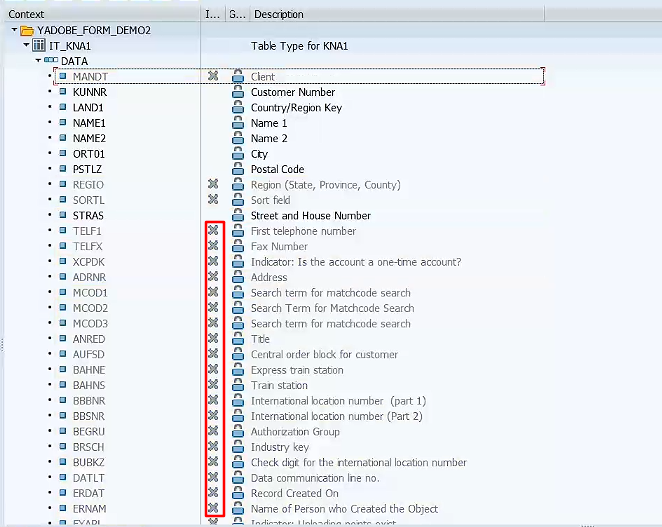 Context I... G... Description
YADOBE_FORM_DEMO2
IT_KNA1 Table Type for KNA1
DATA
MANDT Client
KUNNR Customer Number
LAND1 Country/Region Key
NAME1 Name 1
NAME2 Name 2
ORT01 City
PSTLZ Postal Code
REGIO Region (State, Province, County)
SORTL Sort field
STRAS Street and House Number
TELF1 First telephone number
TELFX Fax Number
XCPDK Indicator: Is the account a one-time account?
ADRNR Address
MCOD1 Search term for matchcode search
MCOD2 Search Term for Matchcode Search
MCOD3 Search term for matchcode search
ANRED Title
AUFSD Central order block for customer
BAHNE Express train station
BAHNS Train station
BBBNR International location number (part 1)
BBSNR International location number (Part 2)
BEGRU Authorization Group
BRSCH Industry key
BUBKZ Check digit for the international location number
DATLT Data communication line no.
ERDAT Record Created On
ERNAM Name of Person who Created the Object